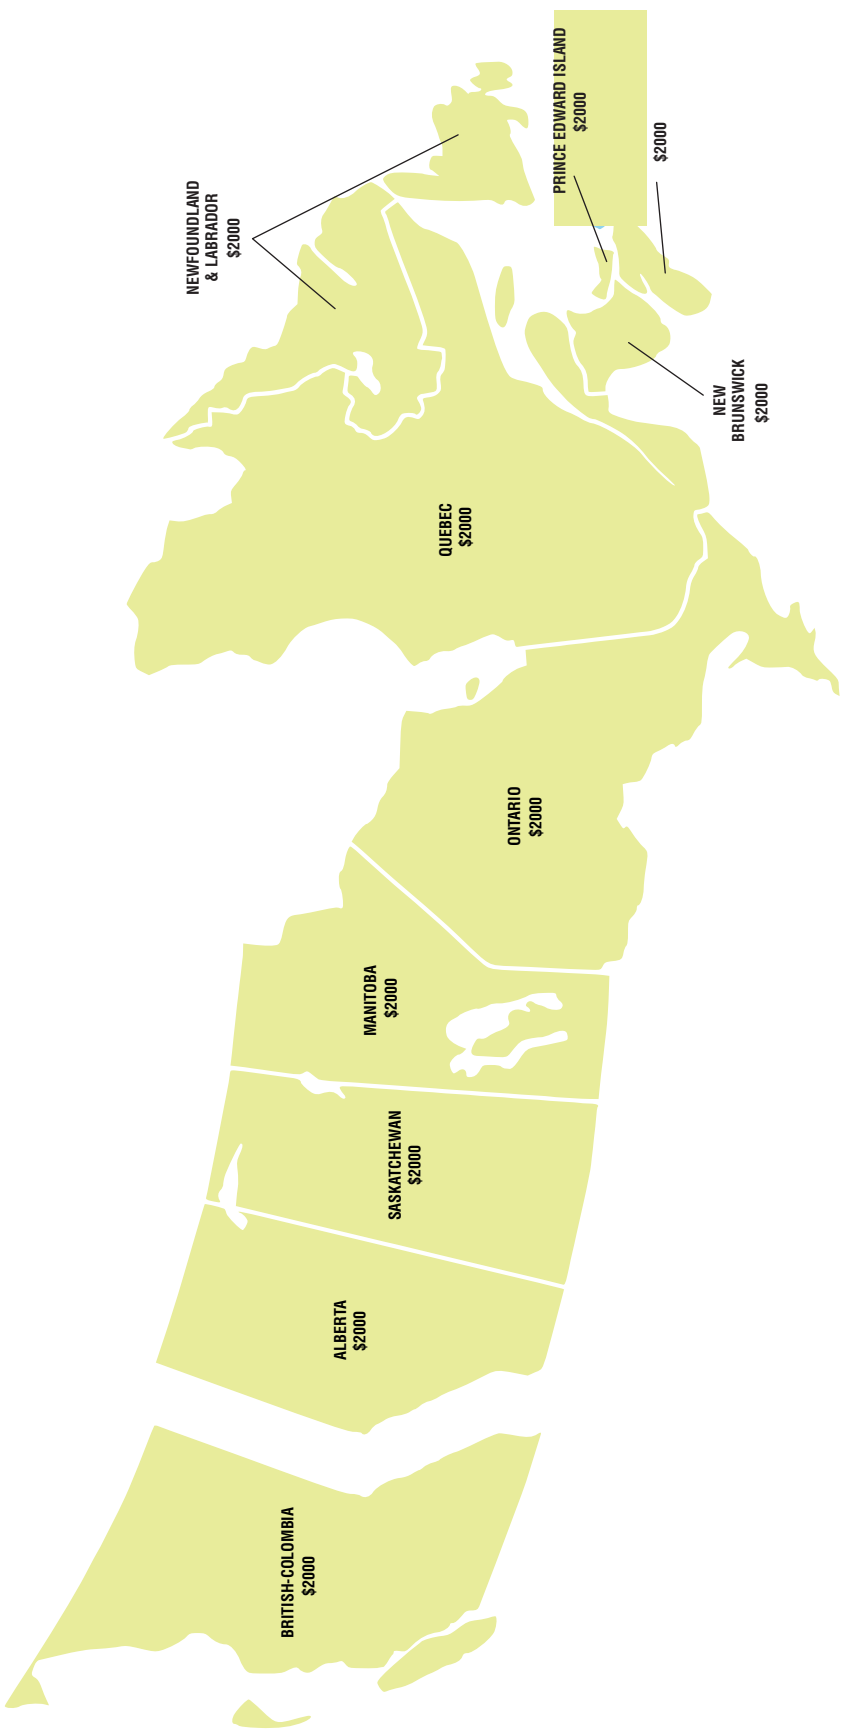 BRITISH-COLOMBIA
$2000
ALBERTA
$2000
SASKATCHEWAN
$2000
MANITOBA
$2000
ONTARIO
$2000
QUEBEC
$2000
NEWFOUNDLAND
& LABRADOR
$2000
PRINCE EDWARD ISLAND
$2000
$2000
NEW
BRUNSWICK
$2000